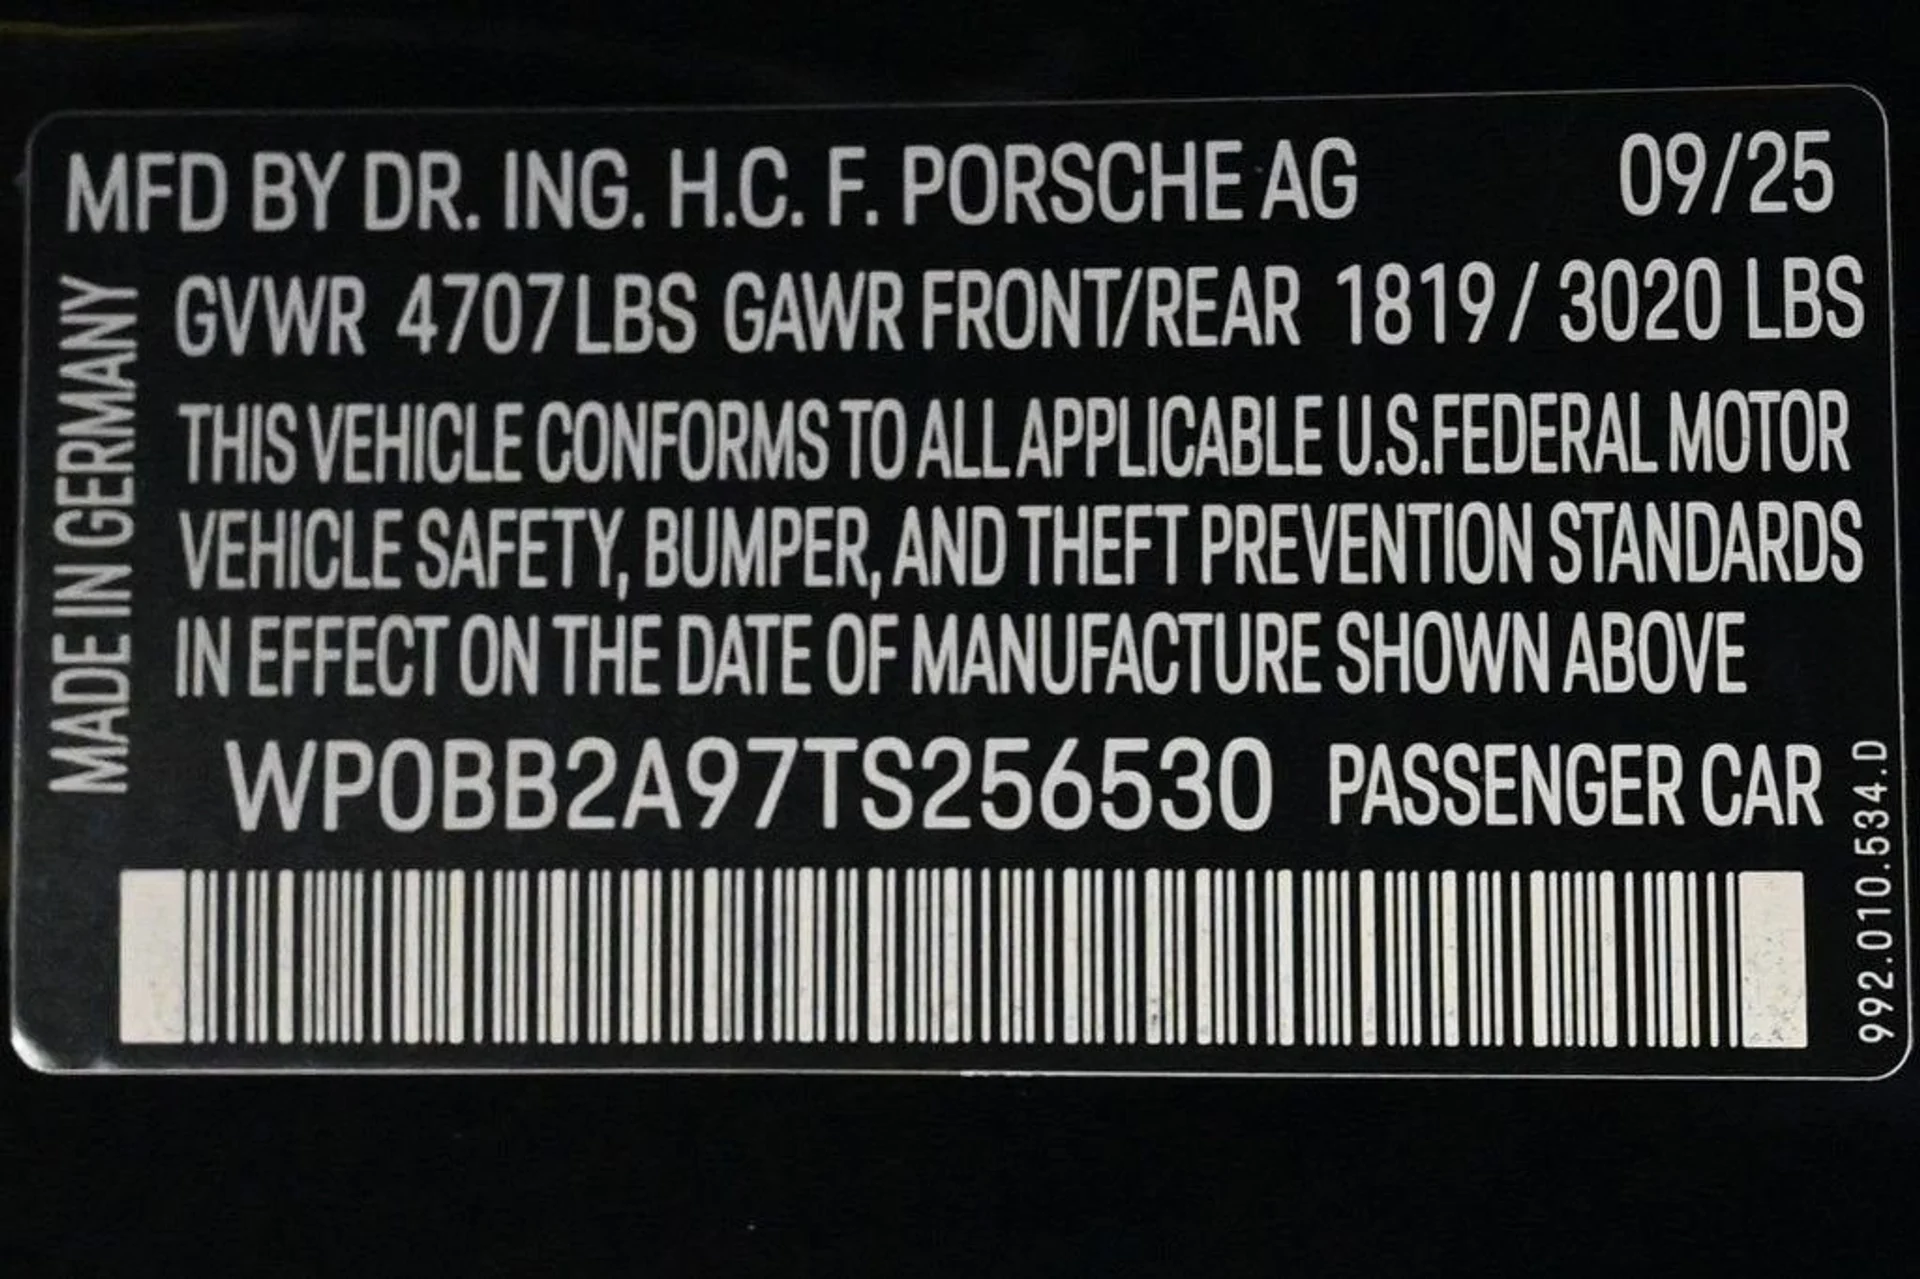 MFD BY DR. ING. H.C. F. PORSCHE AG 09/25
GVWR 4707 LBS GAWR FRONT/REAR 1819 / 3020 LBS
THIS VEHICLE CONFORMS TO ALL APPLICABLE U.S.FEDERAL MOTOR
VEHICLE SAFETY, BUMPER, AND THEFT PREVENTION STANDARDS
IN EFFECT ON THE DATE OF MANUFACTURE SHOWN ABOVE
WP0BB2A97TS256530 PASSENGER CAR
MADE IN GERMANY
992.010.534.D